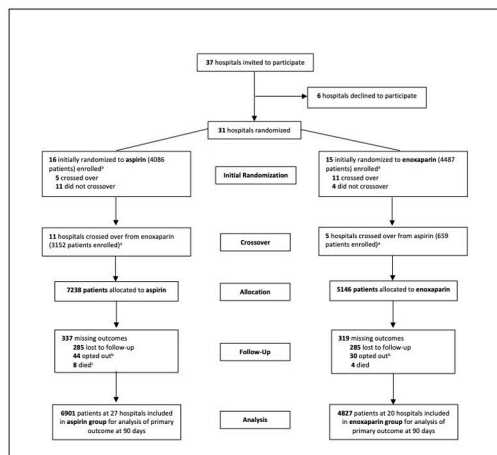 37 hospitals invited to participate
6 hospitals declined to participate
31 hospitals randomized
16 initially randomized to aspirin (4086
patients) enrolledᵃ
5 crossed over
11 did not crossover
Initial Randomization
15 initially randomized to enoxaparin (4487
patients) enrolledᵃ
11 crossed over
4 did not crossover
11 hospitals crossed over from enoxaparin
(3152 patients enrolled)ᵃ
Crossover
5 hospitals crossed over from aspirin (659
patients enrolled)ᵃ
7238 patients allocated to aspirin
Allocation
5146 patients allocated to enoxaparin
337 missing outcomes
285 lost to follow-up
44 opted outᵇ
8 diedᶜ
Follow-Up
319 missing outcomes
285 lost to follow-up
30 opted outᵇ
4 died
6901 patients at 27 hospitals included
in aspirin group for analysis of primary
outcome at 90 days
Analysis
4827 patients at 20 hospitals included in
enoxaparin group for analysis of
primary outcome at 90 days